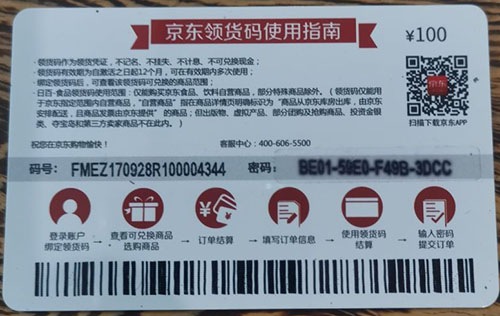 京东领货码使用指南
¥100
·领货码作为领货凭证，不记名、不挂失、不计息、不可兑换现金；
·领货码有效期为自激活之日起12个月，可在有效期内多次使用；
·绑定领货码后，可查看该领货码可兑换的商品范围；
·日百·食品领货码使用范围：仅能购买京东食品、饮料自营商品，部分特殊商品除外。（领货码仅能用
于京东指定范围内自营商品，“自营商品”指在商品详情页明确标识为“商品从京东库房出库，由京东
安排配送，且商品发票由京东提供”的商品；但出版物、虚拟产品、部分团购及抢购商品、投资金银
类、夺宝岛和第三方卖家商品不在此内。）
京东
扫描下载京东APP
祝您在京东购物愉快！ 客服中心：400-606-5500
码号： FMEZ170928R100004344 密码： BE01-59E0-F49B-3DCC
登录账户
绑定领货码
查看可兑换商品
选购商品
订单结算
填写订单信息
使用领货码
结算
输入密码
提交订单